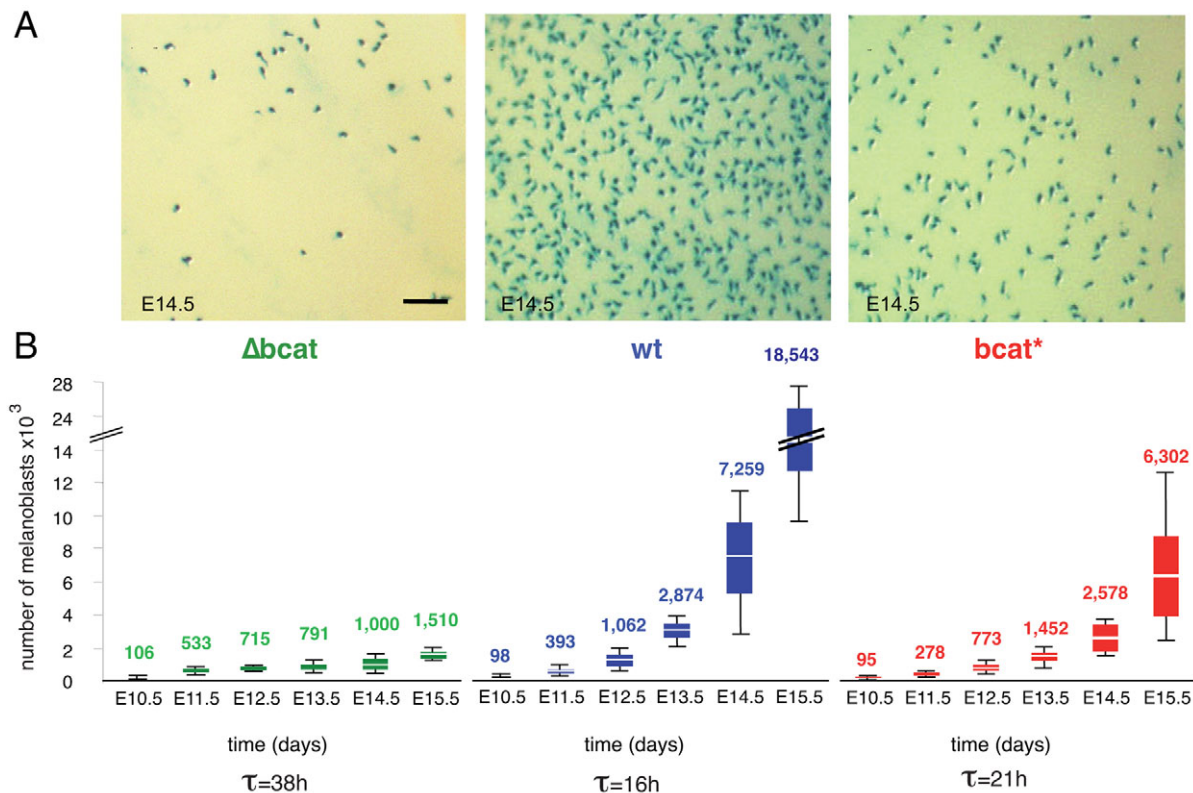 A
E14.5
E14.5
E14.5
B
Δbcat
wt
bcat*
number of melanoblasts x10³
28
24
14
12
10
8
6
4
2
0
106
533
715
791
1,000
1,510
98
393
1,062
2,874
7,259
18,543
95
278
773
1,452
2,578
6,302
E10.5 E11.5 E12.5 E13.5 E14.5 E15.5
E10.5 E11.5 E12.5 E13.5 E14.5 E15.5
E10.5 E11.5 E12.5 E13.5 E14.5 E15.5
time (days)
time (days)
time (days)
τ=38h
τ=16h
τ=21h